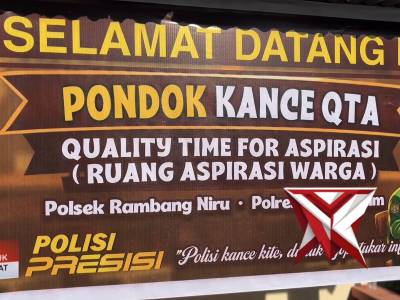 SELAMAT DATANG
PONDOK KANCE QTA
QUALITY TIME FOR ASPIRASI
( RUANG ASPIRASI WARGA )
Polsek Rambang Niru •
POLISI
PRESISI
"Polisi kance kite,